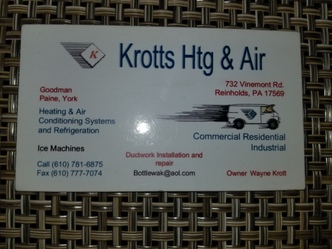 K
Krotts Htg & Air
Goodman
Paine, York
732 Vinemont Rd.
Reinholds, PA 17569
Heating & Air
Conditioning Systems
and Refrigeration
Commercial Residential
Industrial
Ice Machines
Ductwork Installation and
repair
Call (610) 781-6875
Fax (610) 777-7074
Bottlewak@aol.com
Owner Wayne Krott